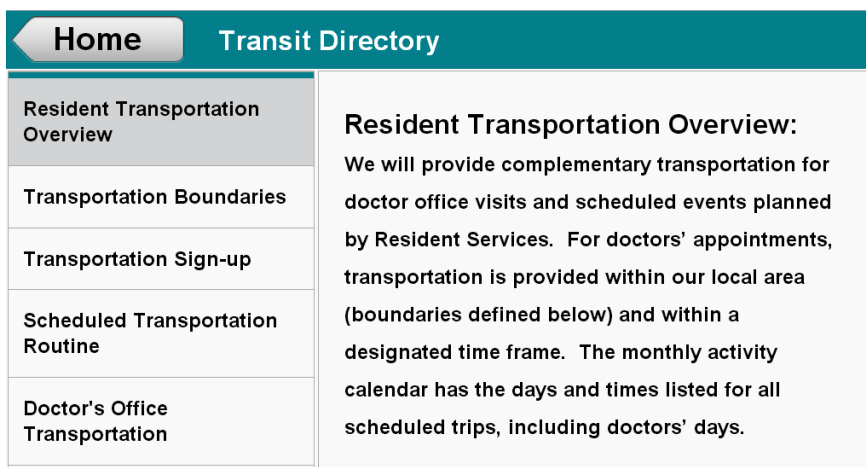 Home
Transit Directory
Resident Transportation
Overview
Transportation Boundaries
Transportation Sign-up
Scheduled Transportation
Routine
Doctor's Office
Transportation
Resident Transportation Overview:
We will provide complementary transportation for
doctor office visits and scheduled events planned
by Resident Services.  For doctors’ appointments,
transportation is provided within our local area
(boundaries defined below) and within a
designated time frame.  The monthly activity
calendar has the days and times listed for all
scheduled trips, including doctors’ days.